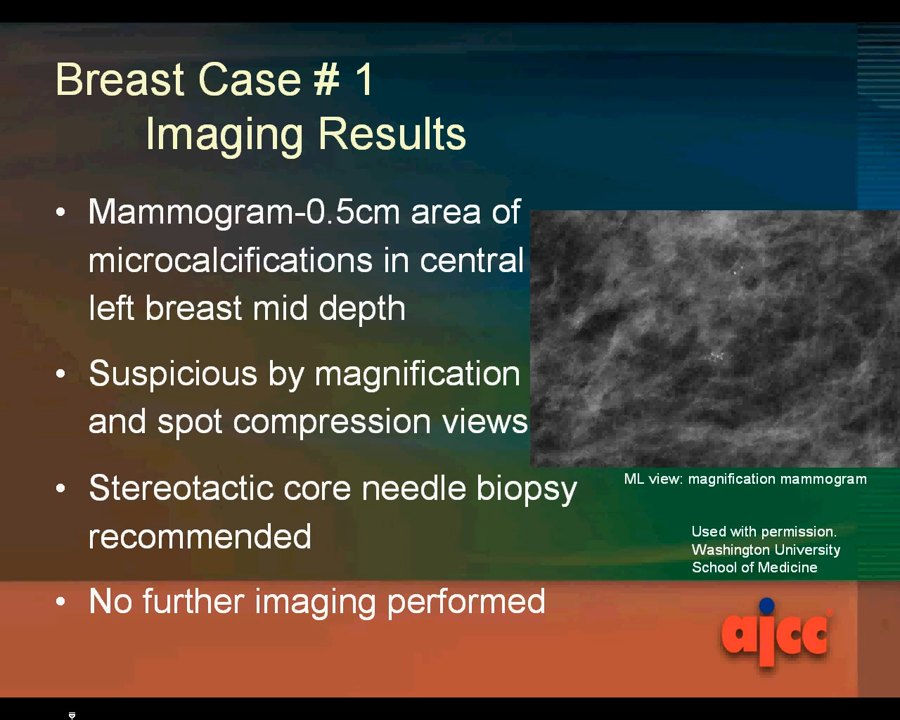 Breast Case # 1
Imaging Results
• Mammogram-0.5cm area of
microcalcifications in central
left breast mid depth
• Suspicious by magnification
and spot compression views
• Stereotactic core needle biopsy
recommended
• No further imaging performed
ML view: magnification mammogram
Used with permission.
Washington University
School of Medicine
ajcc